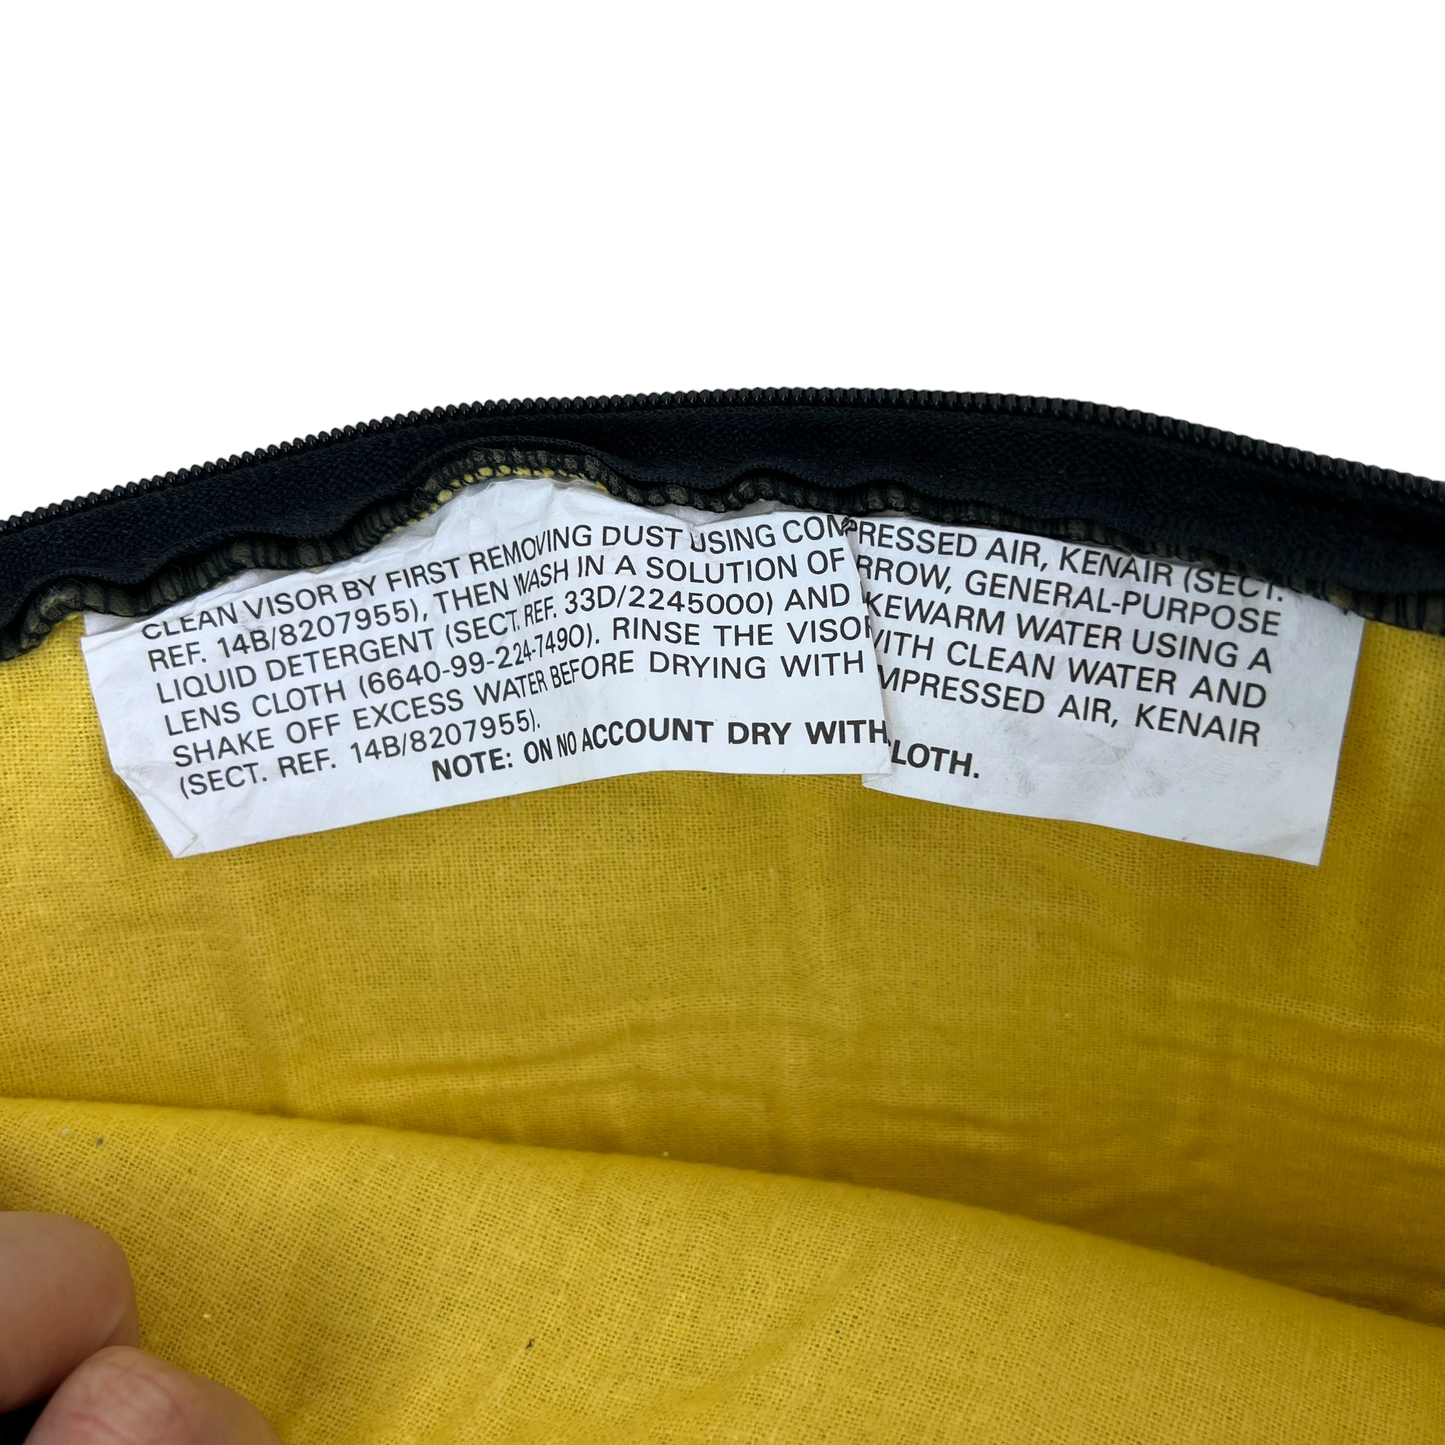 CLEAN VISOR BY FIRST REMOVING DUST USING COMPRESSED AIR, KENAIR (SECT.
REF. 14B/8207955), THEN WASH IN A SOLUTION OF RROW, GENERAL-PURPOSE
LIQUID DETERGENT (SECT. REF. 33D/2245000) AND KEWARM WATER USING A
LENS CLOTH (6640-99-224-7490). RINSE THE VISOR WITH CLEAN WATER AND
SHAKE OFF EXCESS WATER BEFORE DRYING WITH MPRESSED AIR, KENAIR
(SECT. REF. 14B/8207955).
NOTE: ON NO ACCOUNT DRY WITH LOTH.